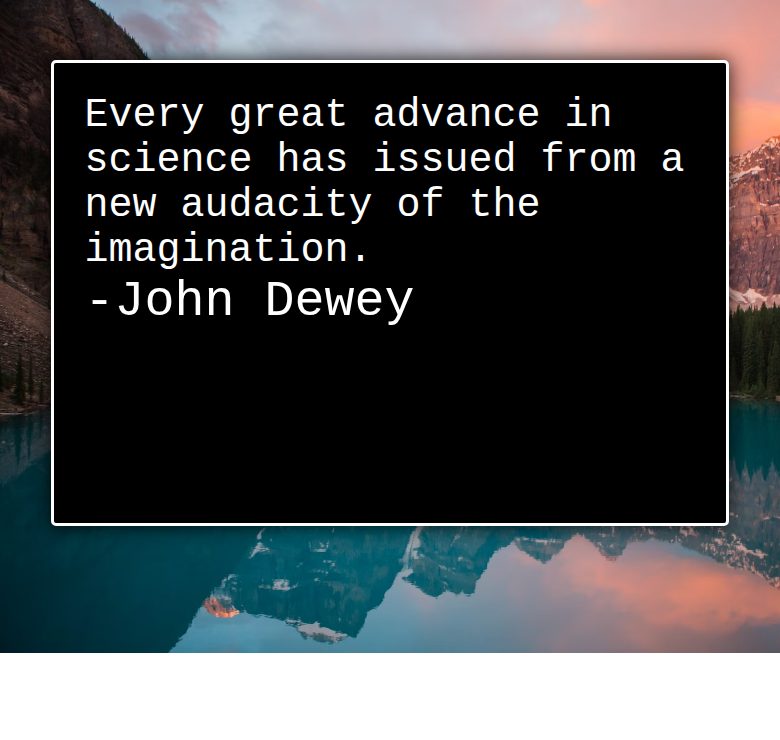 Every great advance in
science has issued from a
new audacity of the
imagination.
-John Dewey